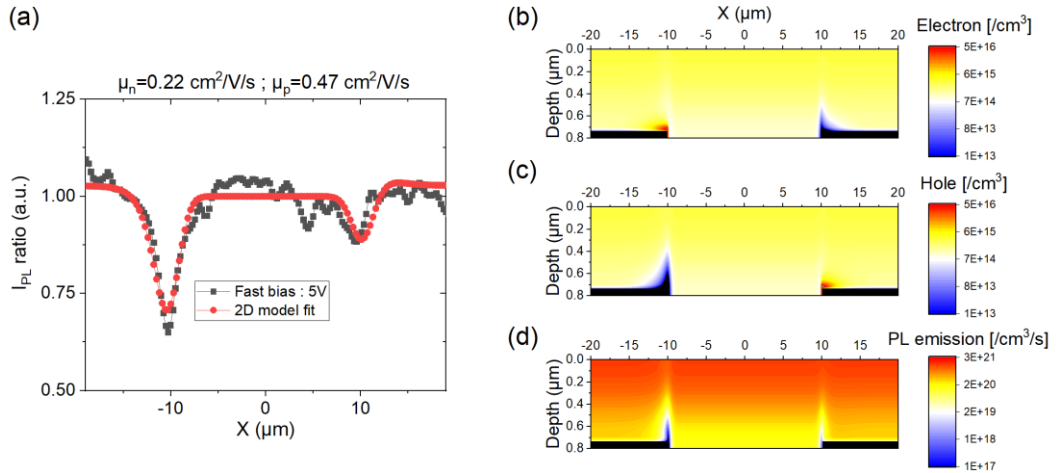 (a)
μn=0.22 cm²/V/s ; μp=0.47 cm²/V/s
1.25
1.00
0.75
0.50
IPL ratio (a.u.)
-10
0
10
X (µm)
Fast bias : 5V
2D model fit
(b)
X (µm)
-20 -15 -10 -5 0 5 10 15 20
Depth (µm)
0.0
0.2
0.4
0.6
0.8
Electron [/cm³]
5E+16
6E+15
7E+14
8E+13
1E+13
(c)
-20 -15 -10 -5 0 5 10 15 20
Depth (µm)
0.0
0.2
0.4
0.6
0.8
Hole [/cm³]
5E+16
6E+15
7E+14
8E+13
1E+13
(d)
-20 -15 -10 -5 0 5 10 15 20
Depth (µm)
0.0
0.2
0.4
0.6
0.8
PL emission [/cm³/s]
3E+21
2E+20
2E+19
1E+18
1E+17